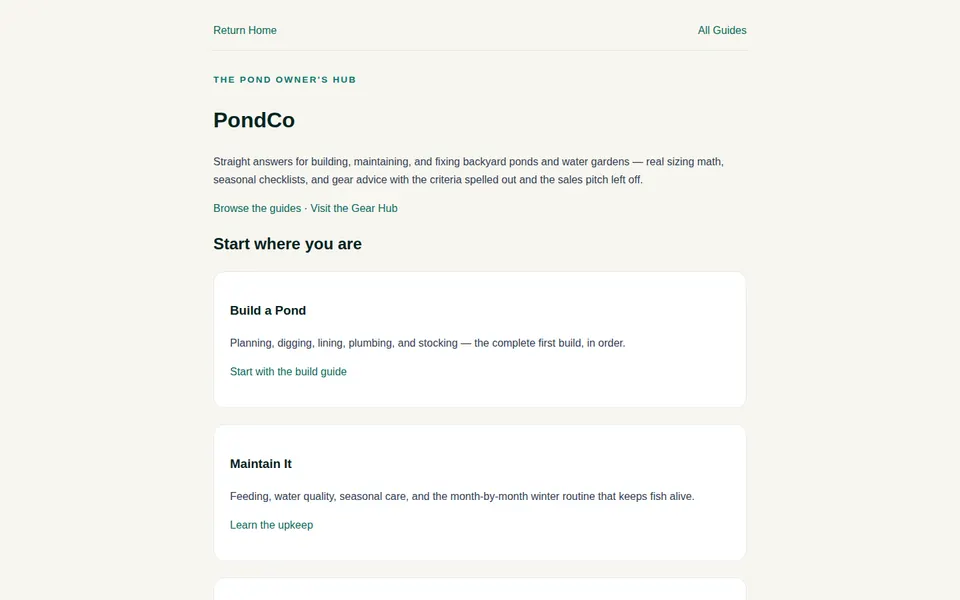 Return Home
All Guides
THE POND OWNER'S HUB
PondCo
Straight answers for building, maintaining, and fixing backyard ponds and water gardens — real sizing math,
seasonal checklists, and gear advice with the criteria spelled out and the sales pitch left off.
Browse the guides · Visit the Gear Hub
Start where you are
Build a Pond
Planning, digging, lining, plumbing, and stocking — the complete first build, in order.
Start with the build guide
Maintain It
Feeding, water quality, seasonal care, and the month-by-month winter routine that keeps fish alive.
Learn the upkeep